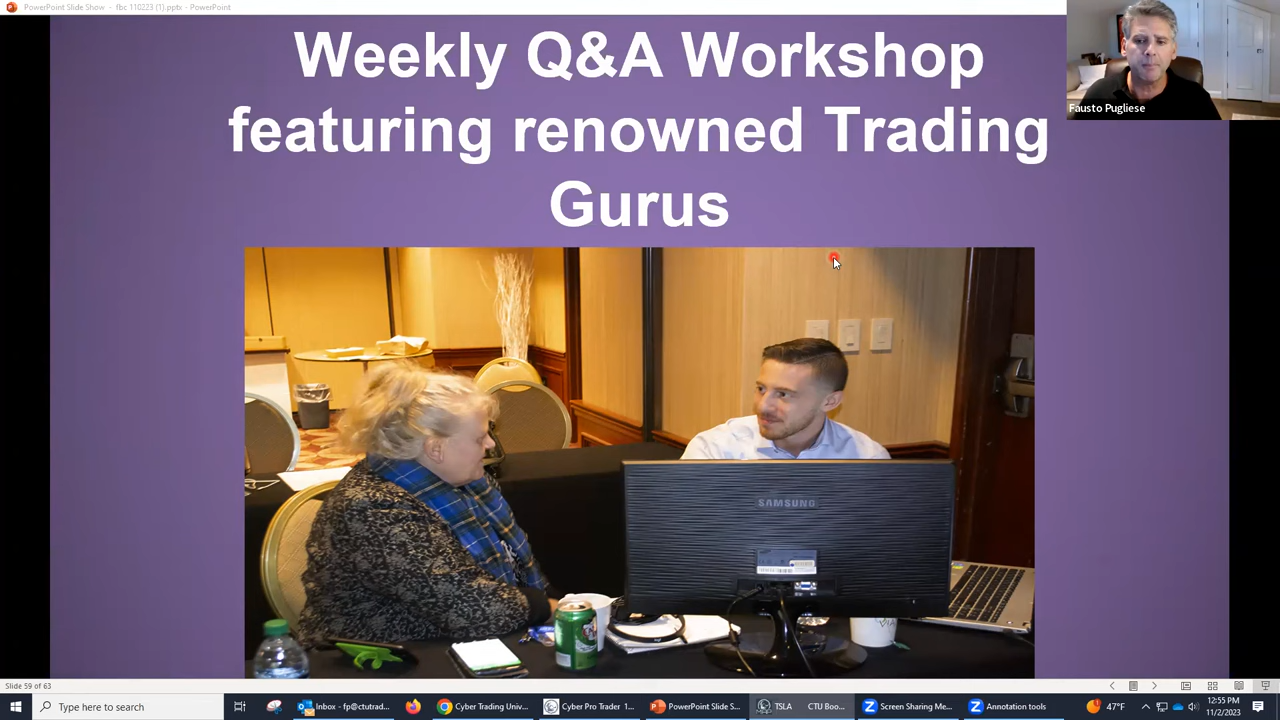 PowerPoint Slide Show - fbc 110223 (1).ppts - PowerPoint
Weekly Q&A Workshop
featuring renowned Trading
Gurus
Fausto Pugliese
SAMSUNG
Slide 59 of 63
Type here to search
Inbox - fp@ctutrad...
Cyber Trading Univ...
Cyber Pro Trader 1...
PowerPoint Slide S...
TSLA CTU Boo...
Screen Sharing Me...
Annotation tools
47°F
12:55 PM
11/2/2023